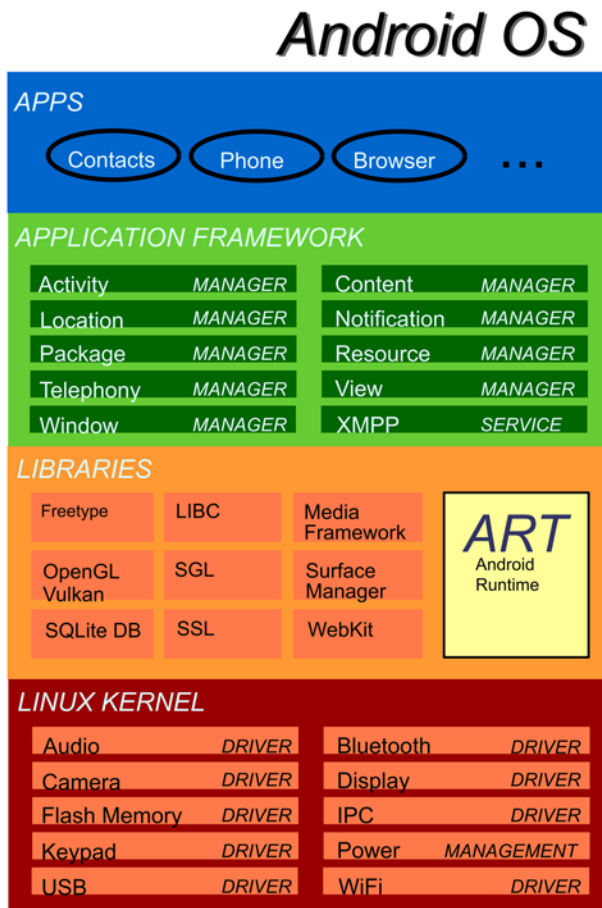 Android OS
APPS
Contacts
Phone
Browser
...
APPLICATION FRAMEWORK
Activity MANAGER
Content MANAGER
Location MANAGER
Notification MANAGER
Package MANAGER
Resource MANAGER
Telephony MANAGER
View MANAGER
Window MANAGER
XMPP SERVICE
LIBRARIES
Freetype
LIBC
Media
Framework
OpenGL
Vulkan
SGL
Surface
Manager
SQLite DB
SSL
WebKit
ART
Android
Runtime
LINUX KERNEL
Audio DRIVER
Bluetooth DRIVER
Camera DRIVER
Display DRIVER
Flash Memory DRIVER
IPC DRIVER
Keypad DRIVER
Power MANAGEMENT
USB DRIVER
WiFi DRIVER